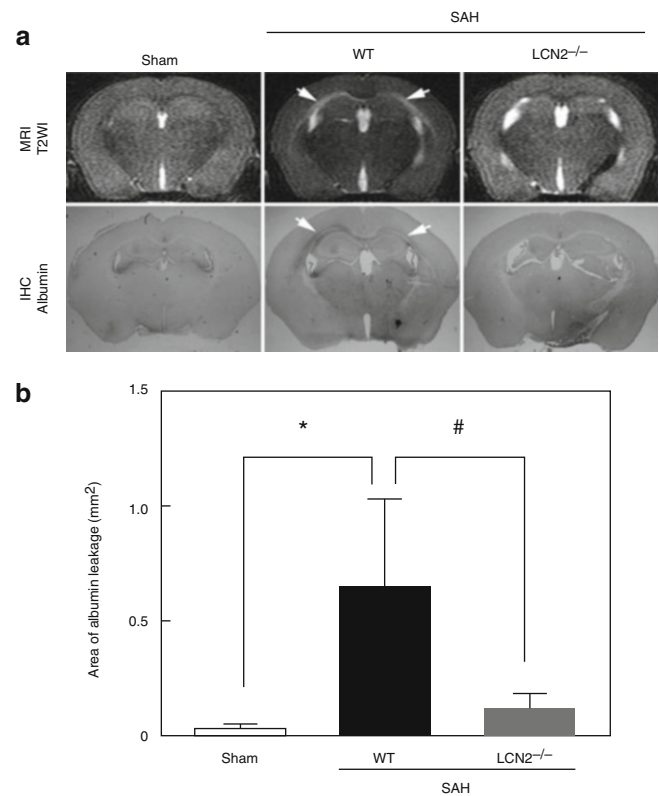 SAH
a
Sham
WT
LCN2–/–
MRI
T2WI
IHC
Albumin
b
1.5
*
#
1.0
0.5
0
Area of albumin leakage (mm2)
Sham
WT
LCN2–/–
SAH